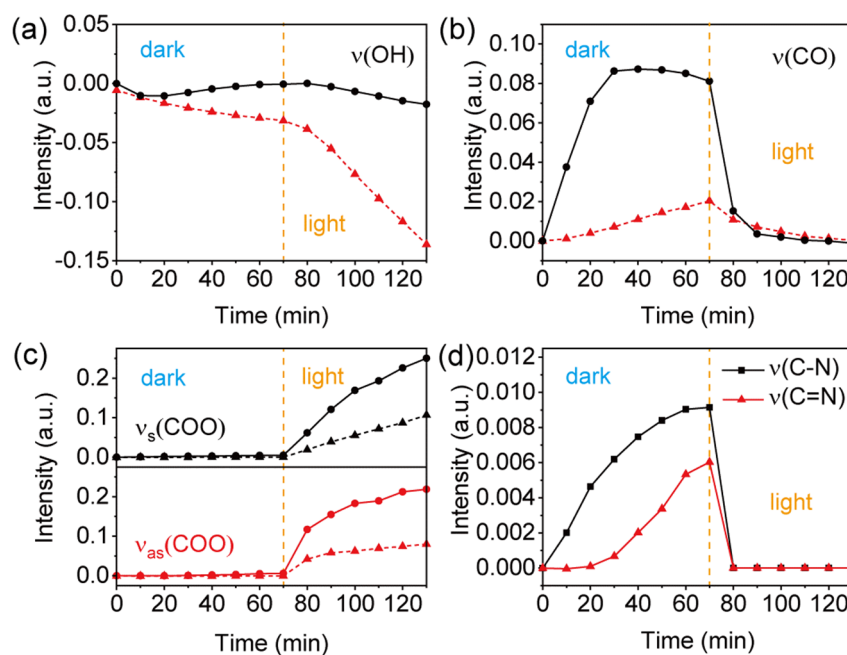 (a)
0.05
0.00
-0.05
-0.10
-0.15
Intensity (a.u.)
dark
ν(OH)
light
0 20 40 60 80 100 120
Time (min)
(b)
0.10
0.08
0.06
0.04
0.02
0.00
Intensity (a.u.)
dark
ν(CO)
light
0 20 40 60 80 100 120
Time (min)
(c)
0.2
0.1
0.0
0.2
0.1
0.0
Intensity (a.u.)
dark
light
νs(COO)
νas(COO)
0 20 40 60 80 100 120
Time (min)
(d)
0.012
0.010
0.008
0.006
0.004
0.002
0.000
Intensity (a.u.)
dark
ν(C-N)
ν(C=N)
light
0 20 40 60 80 100 120
Time (min)